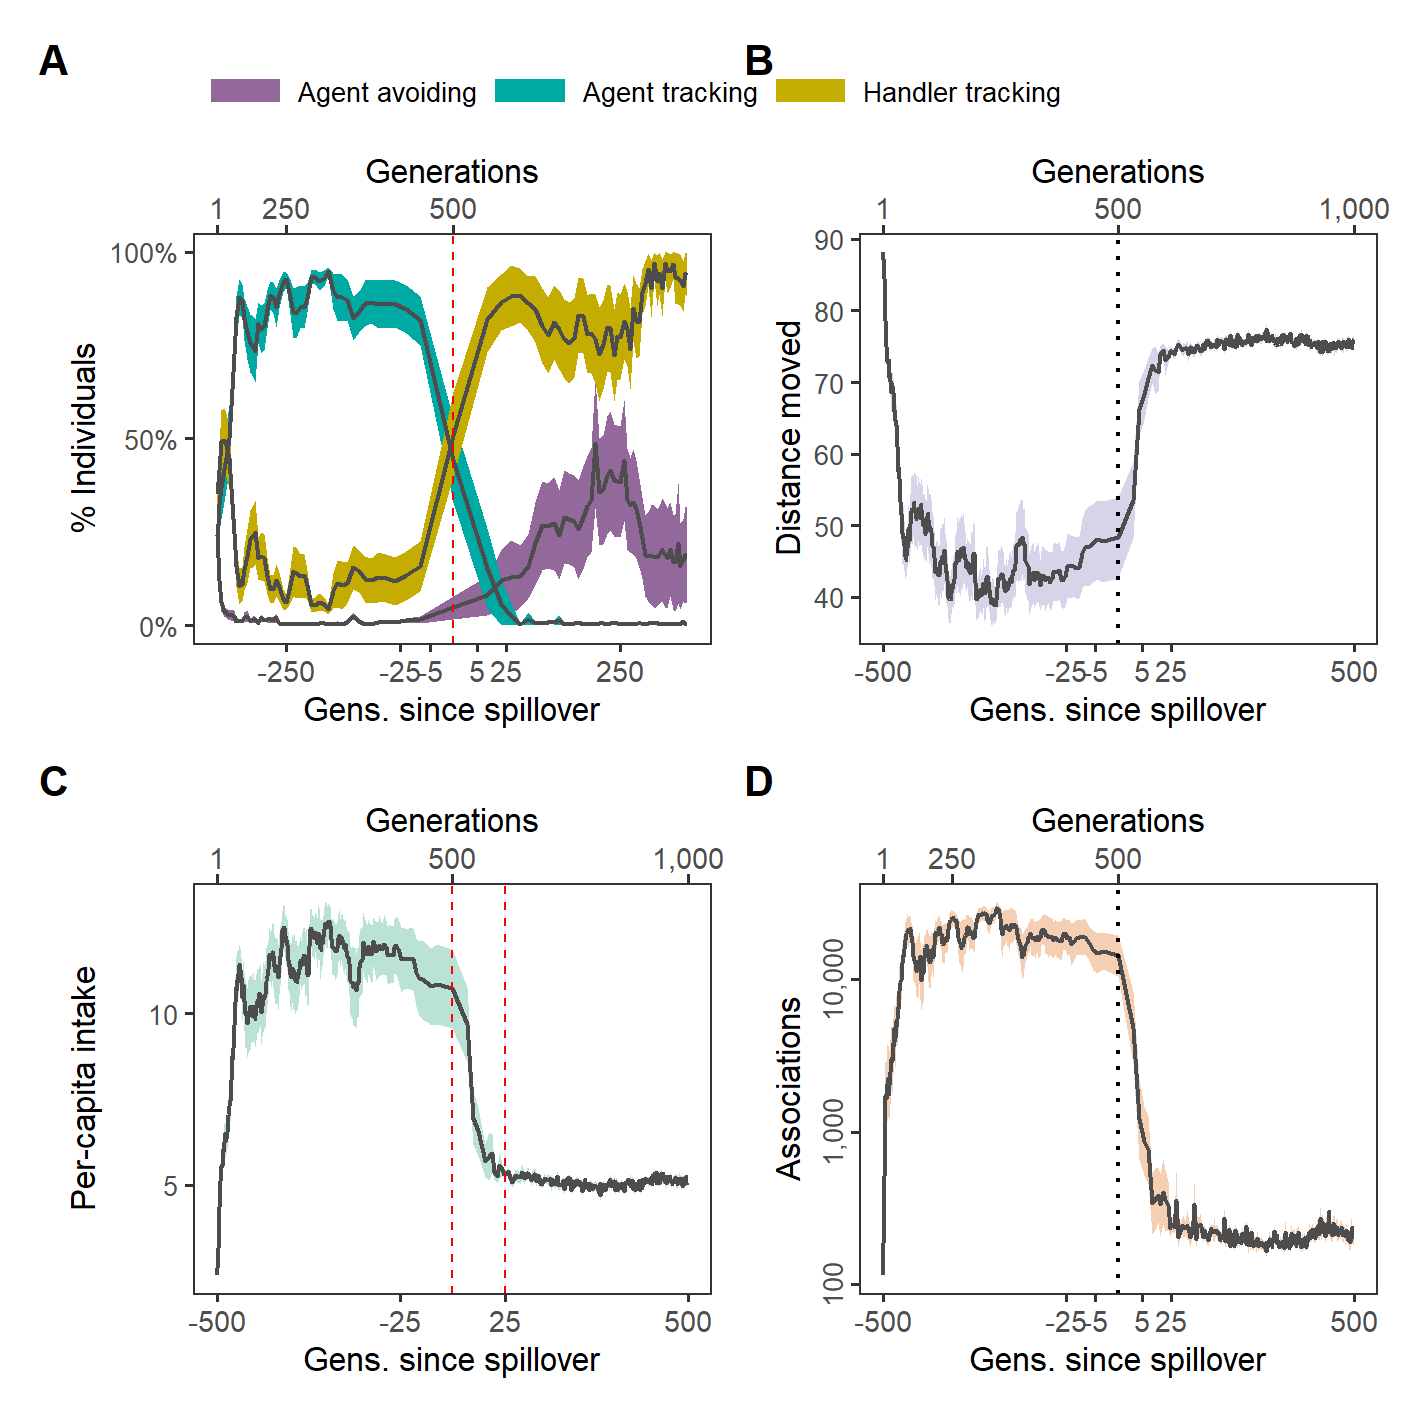 A
B
Agent avoiding Agent tracking Handler tracking
Generations
1 250 500
100%
50%
0%
% Individuals
-250 -25 -5 5 25 250
Gens. since spillover
Generations
1 500 1,000
90
80
70
60
50
40
Distance moved
-500 -25 -5 5 25 500
Gens. since spillover
C
Generations
1 500 1,000
10
5
Per-capita intake
-500 -25 25 500
Gens. since spillover
D
Generations
1 250 500
10,000
1,000
100
Associations
-500 -25 -5 5 25 500
Gens. since spillover